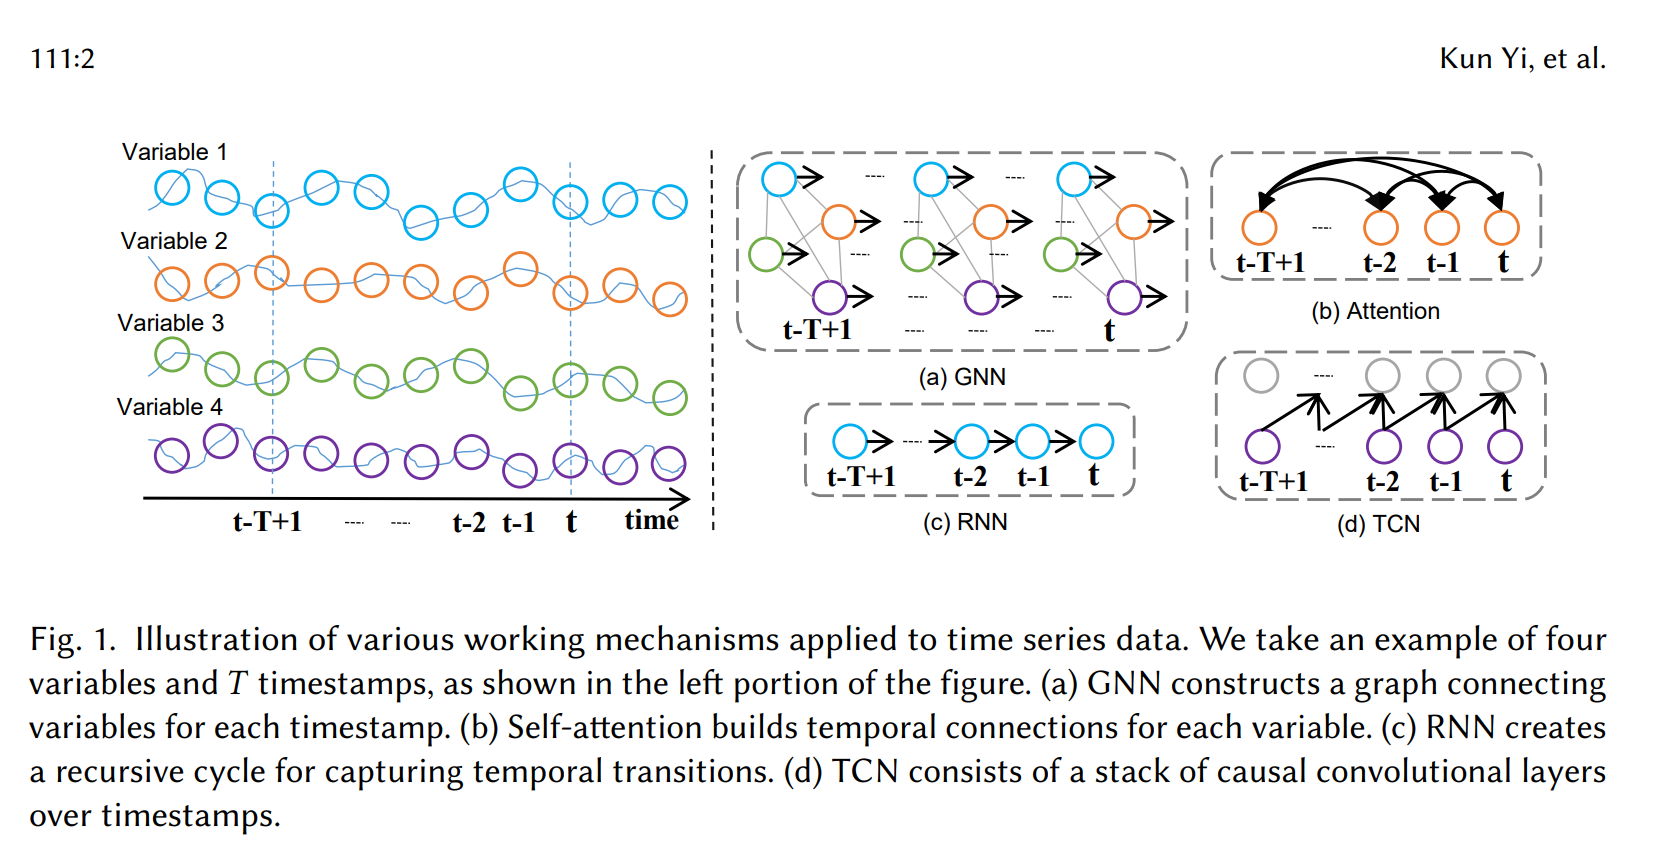 111:2
Kun Yi, et al.
Variable 1
Variable 2
Variable 3
Variable 4
t-T+1 ---- ---- t-2 t-1 t time
t-T+1 ---- ---- ---- t
(a) GNN
t-T+1 t-2 t-1 t
(b) Attention
t-T+1 t-2 t-1 t
(c) RNN
t-T+1 t-2 t-1 t
(d) TCN
Fig. 1. Illustration of various working mechanisms applied to time series data. We take an example of four
variables and T timestamps, as shown in the left portion of the figure. (a) GNN constructs a graph connecting
variables for each timestamp. (b) Self-attention builds temporal connections for each variable. (c) RNN creates
a recursive cycle for capturing temporal transitions. (d) TCN consists of a stack of causal convolutional layers
over timestamps.